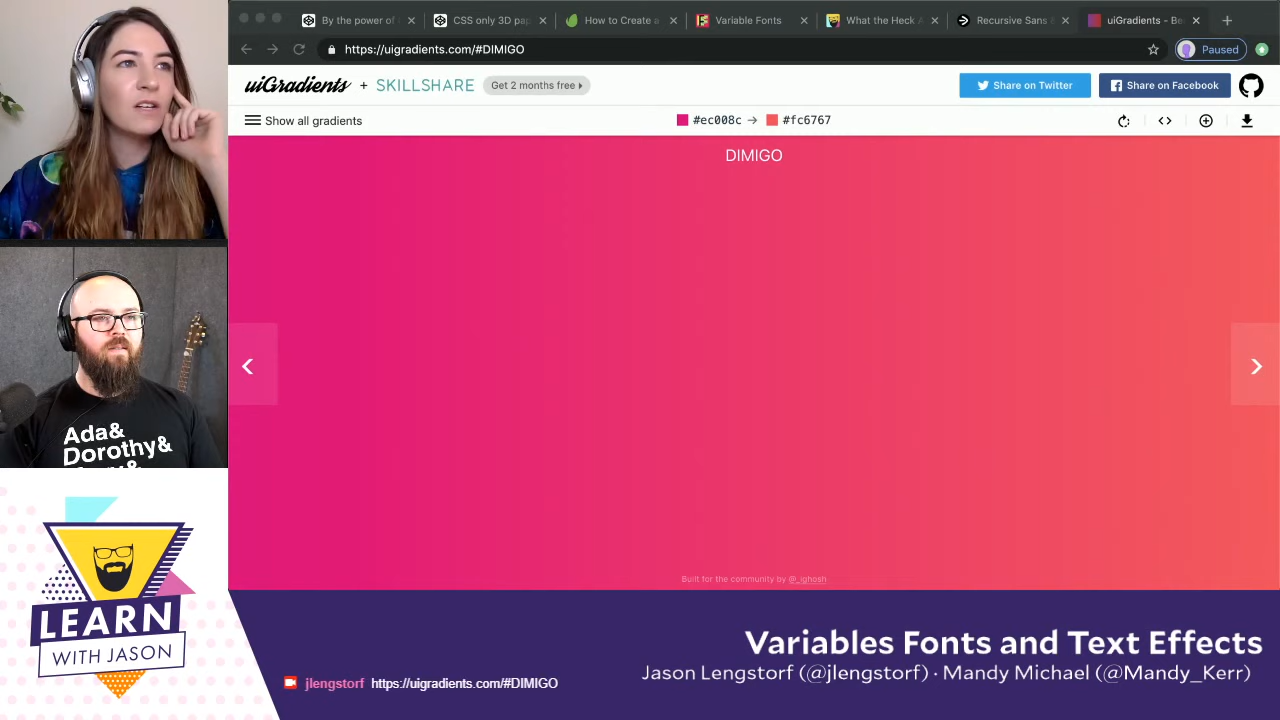 By the power of
CSS only 3D pap
How to Create a
Variable Fonts
What the Heck A
Recursive Sans &
uiGradients - Be
https://uigradients.com/#DIMIGO
Paused
uiGradients + SKILLSHARE Get 2 months free
Share on Twitter
Share on Facebook
Show all gradients
#ec008c → #fc6767
DIMIGO
Ada&
Dorothy&
Built for the community by @_ighosh
LEARN
WITH JASON
Variables Fonts and Text Effects
Jason Lengstorf (@jlengstorf) · Mandy Michael (@Mandy_Kerr)
jlengstorf https://uigradients.com/#DIMIGO